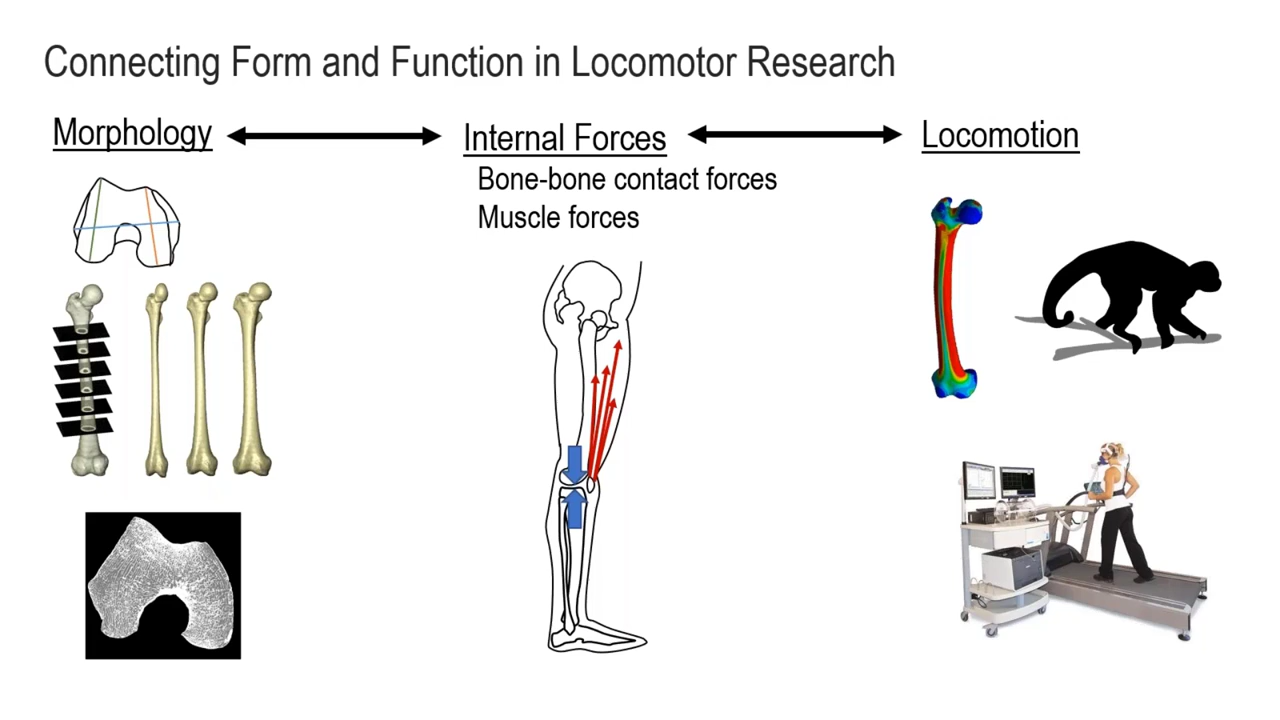 Connecting Form and Function in Locomotor Research
Morphology
Internal Forces
Bone-bone contact forces
Muscle forces
Locomotion